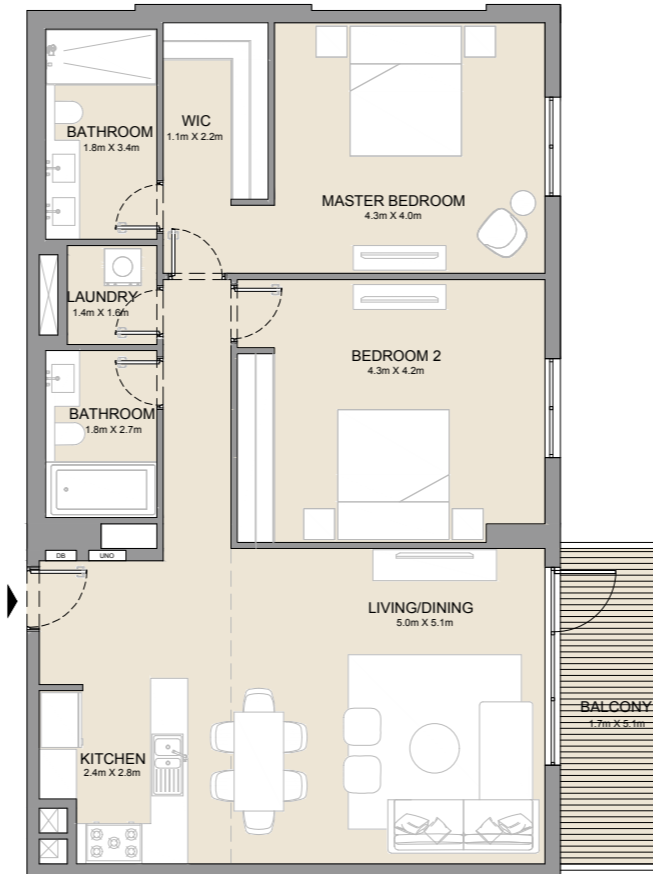 BATHROOM
1.8m X 3.4m
WIC
1.1m X 2.2m
MASTER BEDROOM
4.3m X 4.0m
LAUNDRY
1.4m X 1.6m
BEDROOM 2
4.3m X 4.2m
BATHROOM
1.8m X 2.7m
DB
UNO
LIVING/DINING
5.0m X 5.1m
BALCONY
1.7m X 5.1m
KITCHEN
2.4m X 2.8m